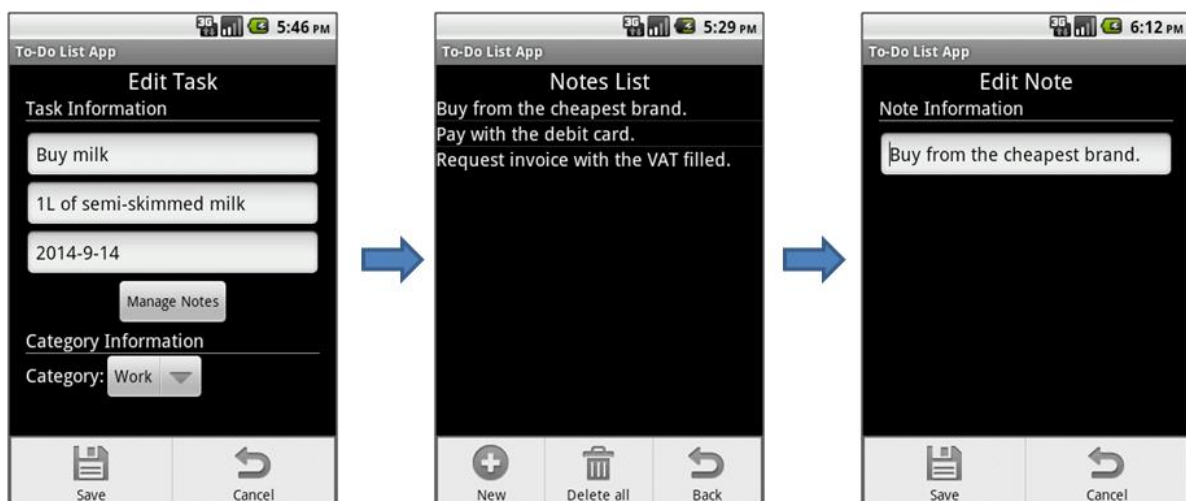 3G 5:46 PM
To-Do List App
Edit Task
Task Information
Buy milk
1L of semi-skimmed milk
2014-9-14
Manage Notes
Category Information
Category: Work
Save Cancel
3G 5:29 PM
To-Do List App
Notes List
Buy from the cheapest brand.
Pay with the debit card.
Request invoice with the VAT filled.
New Delete all Back
3G 6:12 PM
To-Do List App
Edit Note
Note Information
Buy from the cheapest brand.
Save Cancel